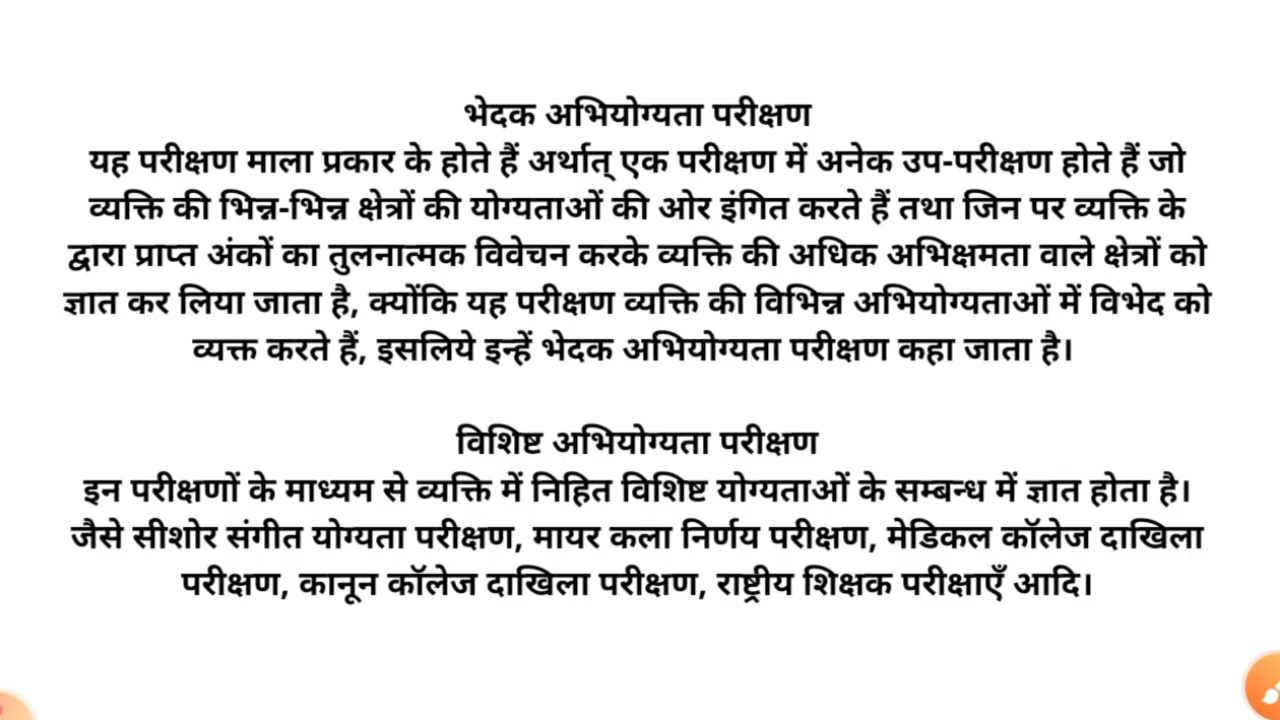 भेदक अभियोग्यता परीक्षण
यह परीक्षण माला प्रकार के होते हैं अर्थात् एक परीक्षण में अनेक उप-परीक्षण होते हैं जो
व्यक्ति की भिन्न-भिन्न क्षेत्रों की योग्यताओं की ओर इंगित करते हैं तथा जिन पर व्यक्ति के
द्वारा प्राप्त अंकों का तुलनात्मक विवेचन करके व्यक्ति की अधिक अभिक्षमता वाले क्षेत्रों को
ज्ञात कर लिया जाता है, क्योंकि यह परीक्षण व्यक्ति की विभिन्न अभियोग्यताओं में विभेद को
व्यक्त करते हैं, इसलिये इन्हें भेदक अभियोग्यता परीक्षण कहा जाता है।
विशिष्ट अभियोग्यता परीक्षण
इन परीक्षणों के माध्यम से व्यक्ति में निहित विशिष्ट योग्यताओं के सम्बन्ध में ज्ञात होता है।
जैसे सीशोर संगीत योग्यता परीक्षण, मायर कला निर्णय परीक्षण, मेडिकल कॉलेज दाखिला
परीक्षण, कानून कॉलेज दाखिला परीक्षण, राष्ट्रीय शिक्षक परीक्षाएँ आदि।